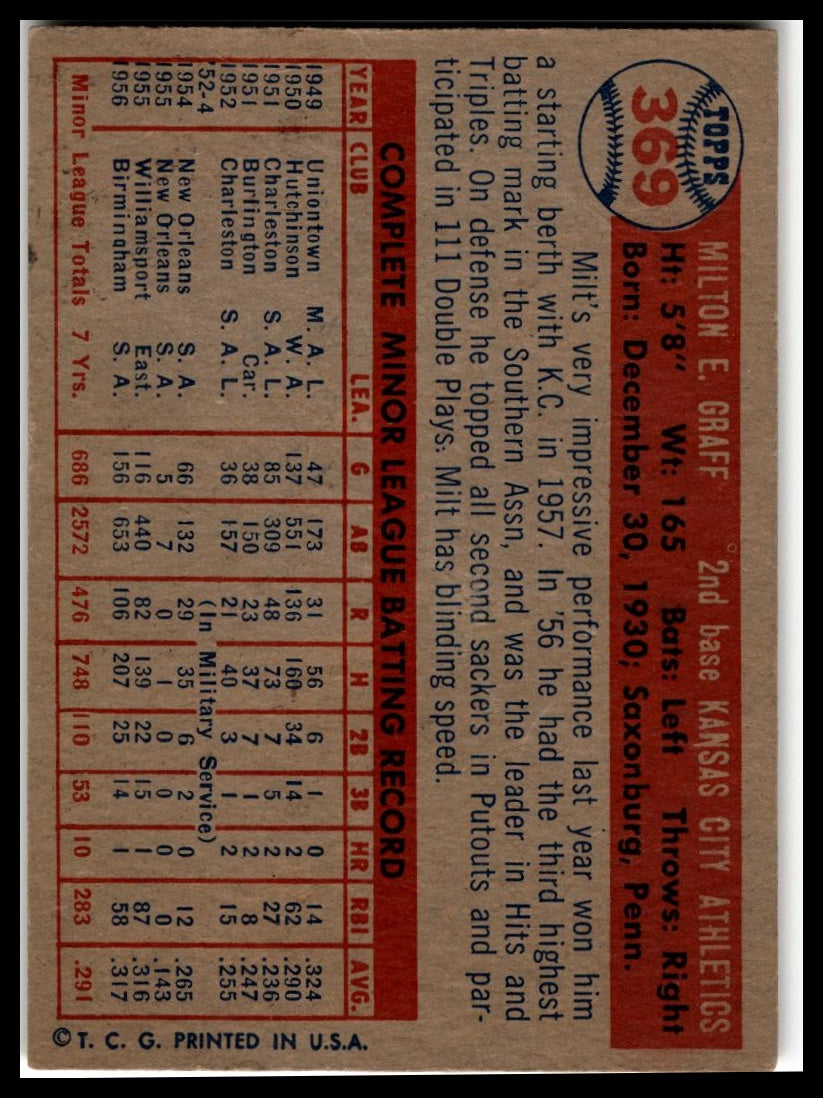 TOPPS
369
MILTON E. GRAFF 2nd base KANSAS CITY ATHLETICS
Ht: 5'8" Wt: 165 Bats: Left Throws: Right
Born: December 30, 1930; Saxonburg, Penn.
Milt's very impressive performance last year won him
a starting berth with K.C. in 1957. In '56 he had the third highest
batting mark in the Southern Assn, and was the leader in Hits and
Triples. On defense he topped all second sackers in Putouts and par-
ticipated in 111 Double Plays. Milt has blinding speed.
COMPLETE MINOR LEAGUE BATTING RECORD
YEAR CLUB LEA. G AB R H 2B 3B HR RBI AVG.
1949 Uniontown M. A. L. 47 173 31 56 6 1 0 14 .324
1950 Hutchinson W. A. 137 551 136 160 34 14 2 62 .290
1951 Charleston S. A. L. 85 309 48 73 7 5 2 27 .236
1951 Burlington Car. 38 150 23 37 7 1 2 8 .247
1952 Charleston S. A. L. 36 157 21 40 3 1 2 15 .255
'52-4 (In Military Service)
1954 New Orleans S. A. 66 132 29 35 6 2 0 12 .265
1955 New Orleans S. A. 5 7 0 1 0 0 0 0 .143
1955 Williamsport East. 116 440 82 139 22 15 1 87 .316
1956 Birmingham S. A. 156 653 106 207 25 14 1 58 .317
Minor League Totals 7 Yrs. 686 2572 476 748 110 53 10 283 .291
© T. C. G. PRINTED IN U.S.A.